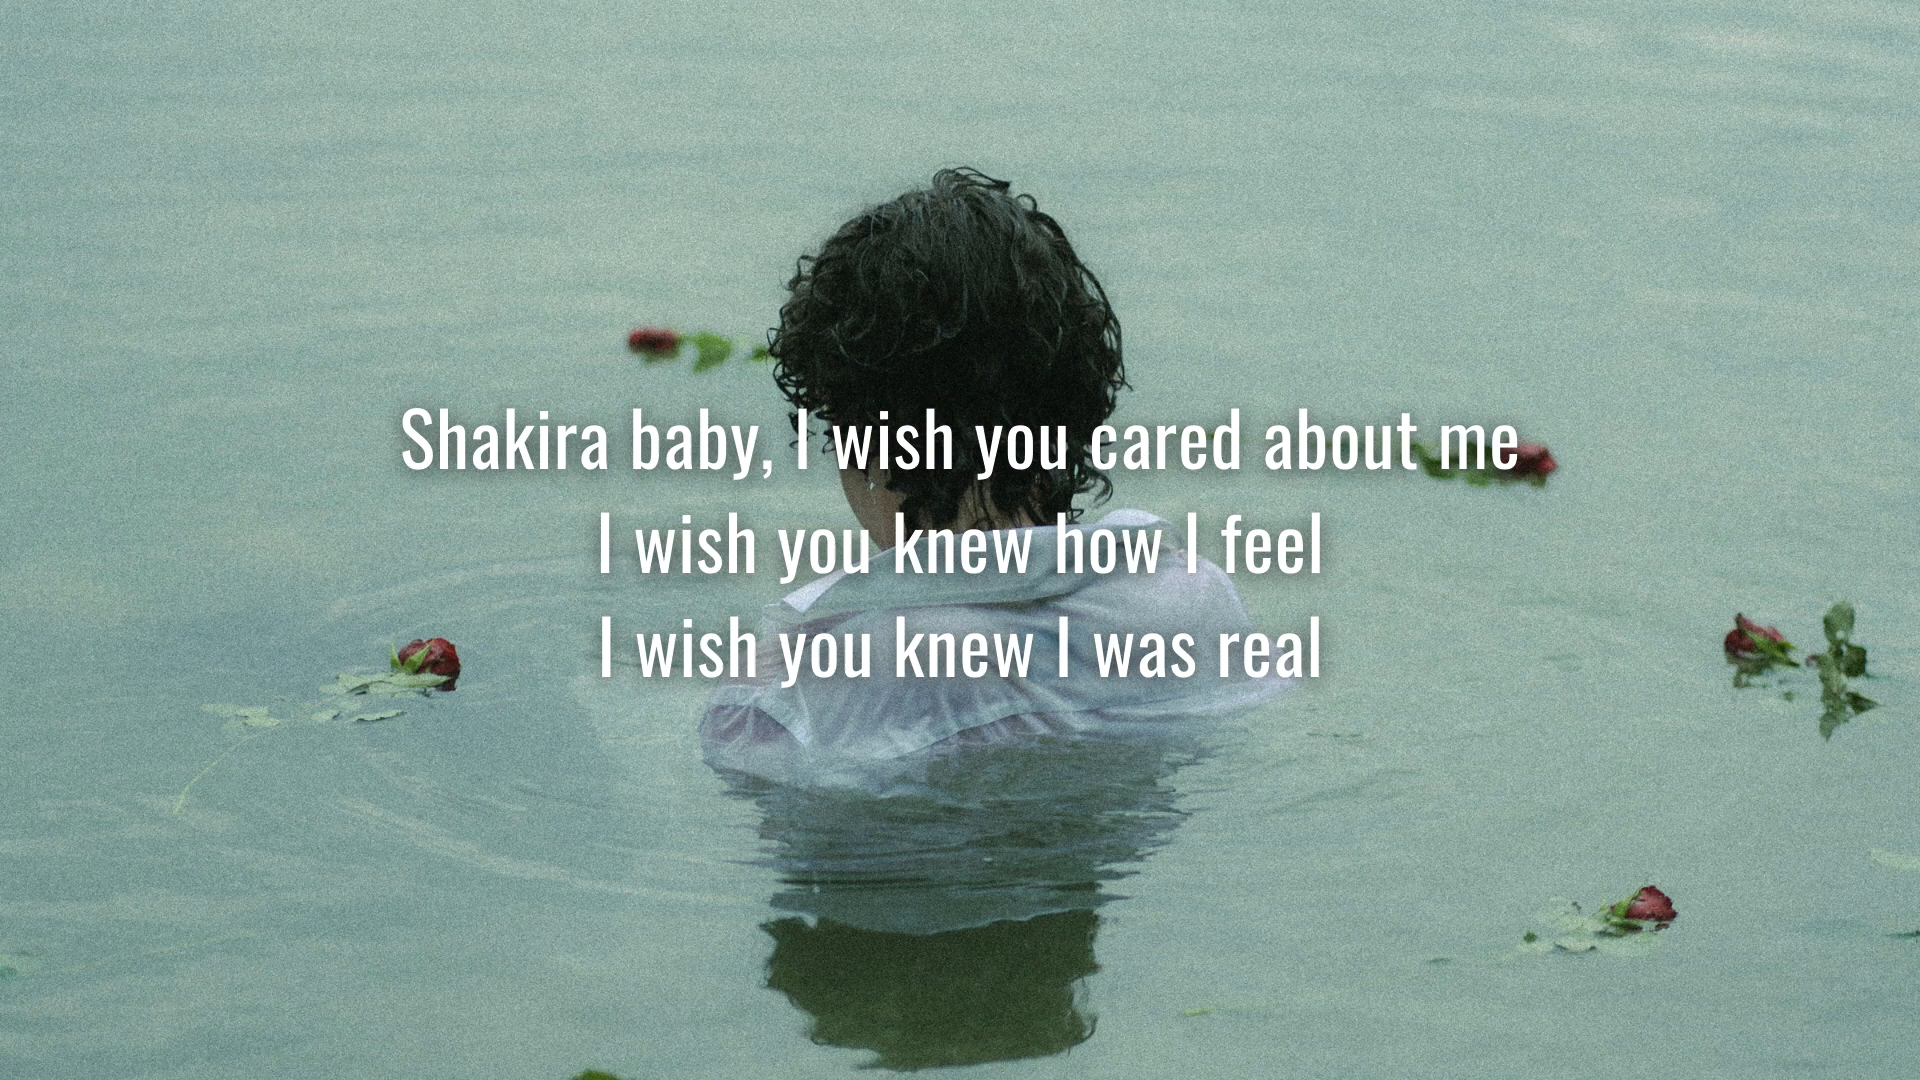 Shakira baby, I wish you cared about me
I wish you knew how I feel
I wish you knew I was real